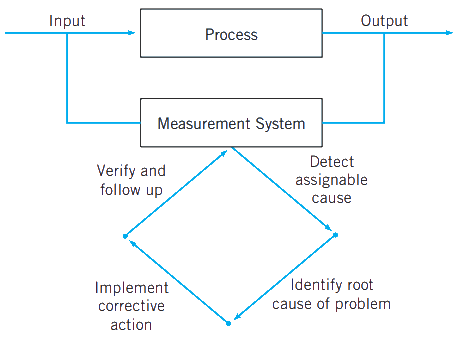 Input
Process
Output
Measurement System
Verify and
follow up
Detect
assignable
cause
Implement
corrective
action
Identify root
cause of problem